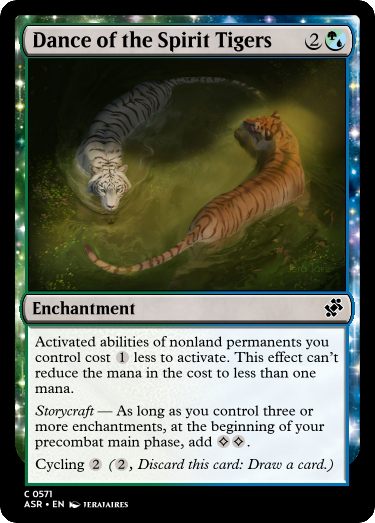 Dance of the Spirit Tigers 2
Enchantment
Activated abilities of nonland permanents you
control cost 1 less to activate. This effect can't
reduce the mana in the cost to less than one
mana.
Storycraft — As long as you control three or
more enchantments, at the beginning of your
precombat main phase, add.
Cycling 2 (2, Discard this card: Draw a card.)
C 0571
ASR • EN JERAJAIRES